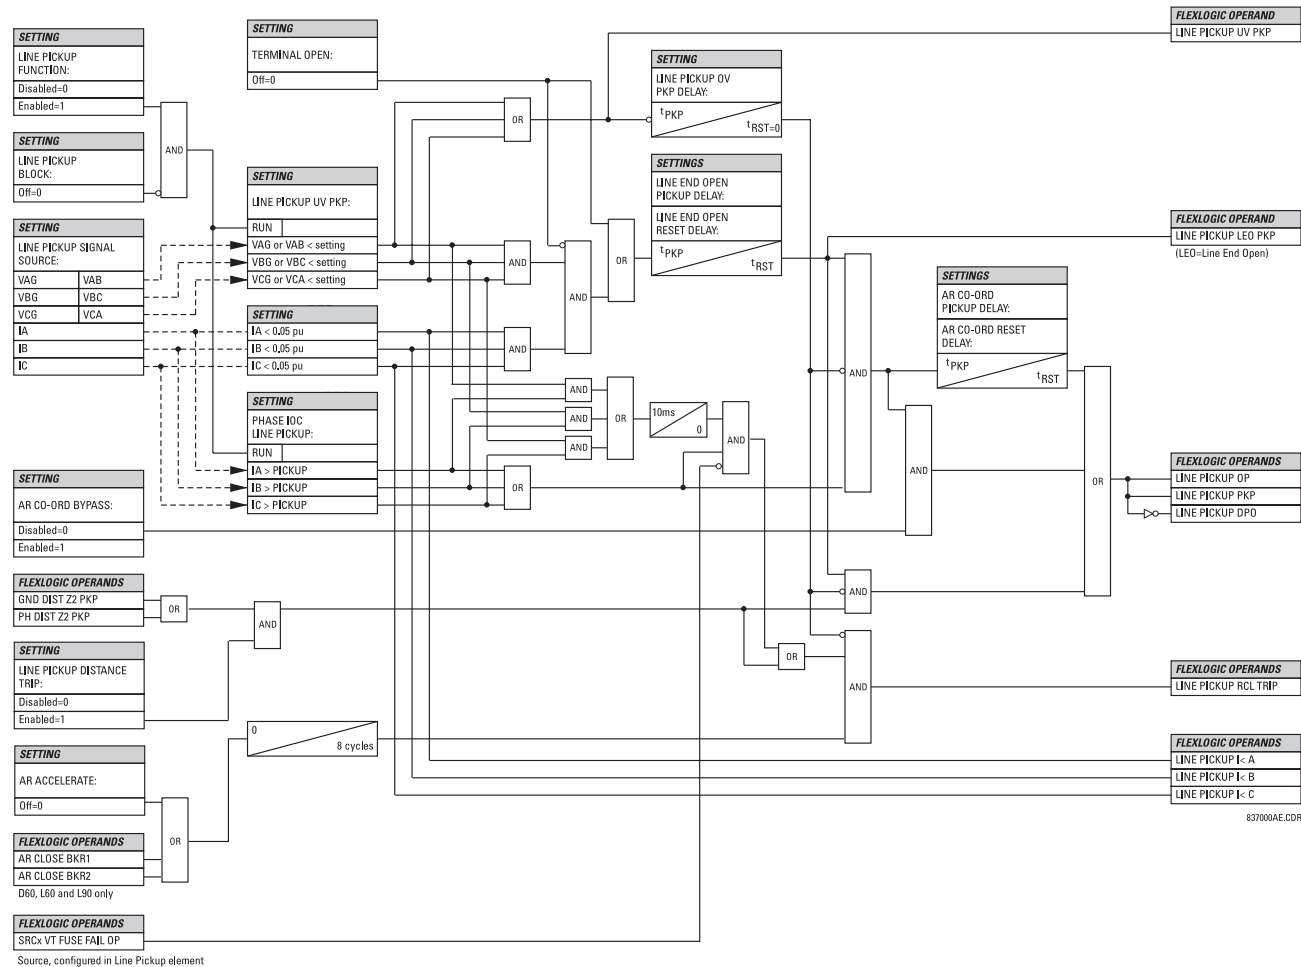 SETTING
LINE PICKUP
FUNCTION:
Disabled=0
Enabled=1
SETTING
LINE PICKUP
BLOCK:
Off=0
SETTING
LINE PICKUP SIGNAL
SOURCE:
VAG VAB
VBG VBC
VCG VCA
IA
IB
IC
SETTING
AR CO-ORD BYPASS:
Disabled=0
Enabled=1
FLEXLOGIC OPERANDS
GND DIST Z2 PKP
PH DIST Z2 PKP
SETTING
LINE PICKUP DISTANCE
TRIP:
Disabled=0
Enabled=1
SETTING
AR ACCELERATE:
Off=0
FLEXLOGIC OPERANDS
AR CLOSE BKR1
AR CLOSE BKR2
D60, L60 and L90 only
FLEXLOGIC OPERANDS
SRCx VT FUSE FAIL OP
Source, configured in Line Pickup element
AND
OR
AND
OR
SETTING
TERMINAL OPEN:
Off=0
SETTING
LINE PICKUP UV PKP:
RUN
VAG or VAB < setting
VBG or VBC < setting
VCG or VCA < setting
SETTING
IA < 0.05 pu
IB < 0.05 pu
IC < 0.05 pu
SETTING
PHASE IOC
LINE PICKUP:
RUN
IA > PICKUP
IB > PICKUP
IC > PICKUP
0
8 cycles
OR
AND
AND
AND
OR
AND
AND
AND
OR
OR
SETTING
LINE PICKUP OV
PKP DELAY:
tPKP
tRST=0
SETTINGS
LINE END OPEN
PICKUP DELAY:
LINE END OPEN
RESET DELAY:
tPKP
tRST
10ms
0
AND
OR
AND
AND
AND
AND
SETTINGS
AR CO-ORD
PICKUP DELAY:
AR CO-ORD RESET
DELAY:
tPKP
tRST
OR
FLEXLOGIC OPERAND
LINE PICKUP UV PKP
FLEXLOGIC OPERAND
LINE PICKUP LEO PKP
(LEO=Line End Open)
FLEXLOGIC OPERANDS
LINE PICKUP OP
LINE PICKUP PKP
LINE PICKUP DPO
FLEXLOGIC OPERANDS
LINE PICKUP RCL TRIP
FLEXLOGIC OPERANDS
LINE PICKUP I< A
LINE PICKUP I< B
LINE PICKUP I< C
837000AE.CDR